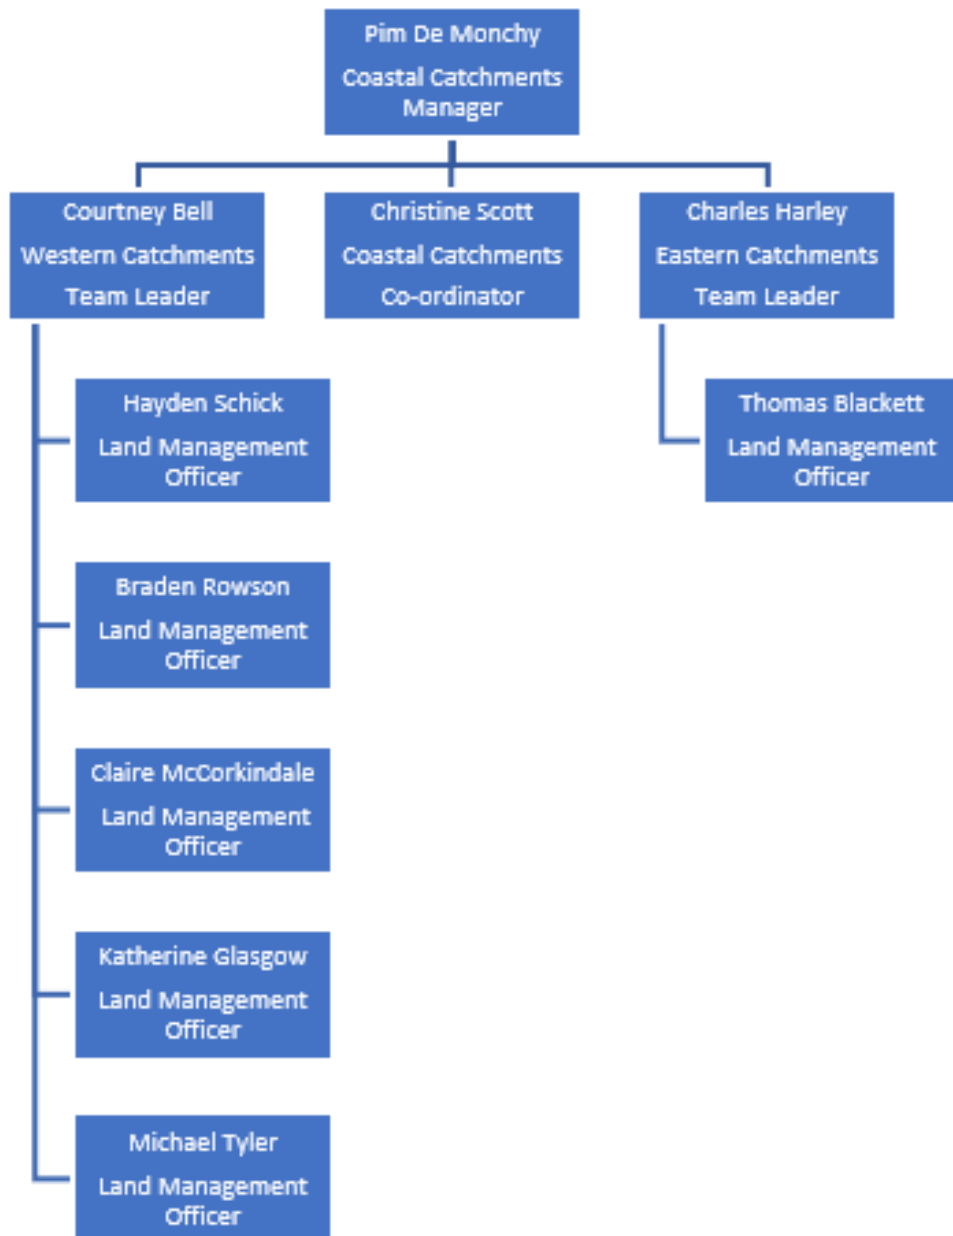 Pim De Monchy
Coastal Catchments
Manager
Courtney Bell
Western Catchments
Team Leader
Christine Scott
Coastal Catchments
Co-ordinator
Charles Harley
Eastern Catchments
Team Leader
Hayden Schick
Land Management
Officer
Thomas Blackett
Land Management
Officer
Braden Rowson
Land Management
Officer
Claire McCorkindale
Land Management
Officer
Katherine Glasgow
Land Management
Officer
Michael Tyler
Land Management
Officer